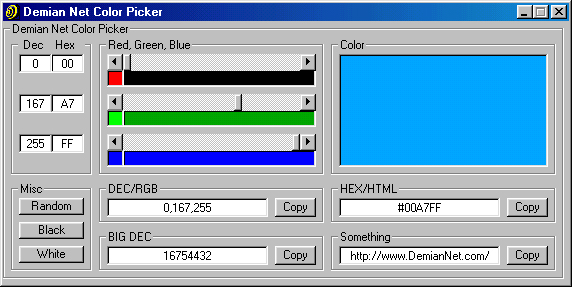 Demian Net Color Picker
Demian Net Color Picker
Dec Hex
0 00
167 A7
255 FF
Red, Green, Blue
Color
Misc
Random
Black
White
DEC/RGB
0,167,255 Copy
HEX/HTML
#00A7FF Copy
BIG DEC
16754432 Copy
Something
http://www.DemianNet.com/ Copy